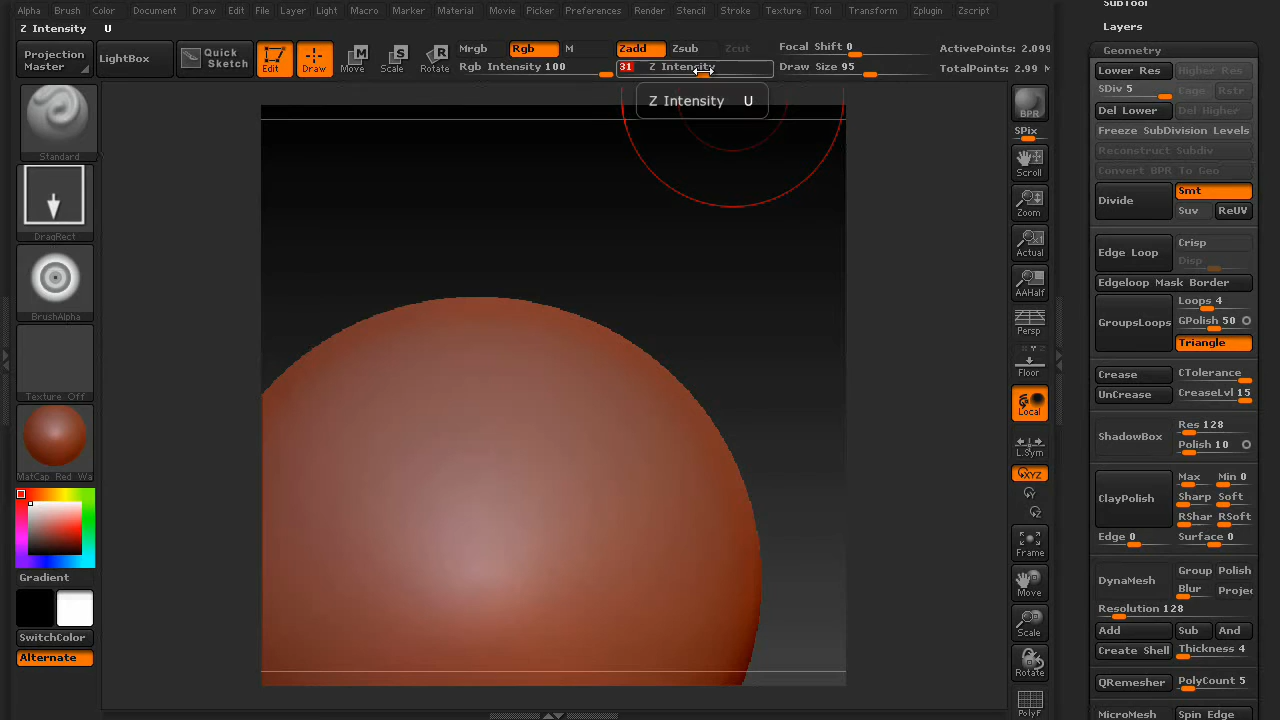 Alpha Brush Color Document Draw Edit File Layer Light Macro Marker Material Movie Picker Preferences Render Stencil Stroke Texture Tool Transform Zplugin Zscript
SubTool
Layers
Z Intensity U
Projection Master
LightBox
Quick Sketch
Edit
Draw
Move
Scale
Rotate
Mrgb Rgb M
Rgb Intensity 100
Zadd Zsub Zcut
31 Z Intensity
Focal Shift 0
Draw Size 95
ActivePoints: 2.099
TotalPoints: 2.99 M
Z Intensity U
Standard
DragRect
BrushAlpha
Texture Off
MatCap Red Wa
Gradient
SwitchColor
Alternate
BPR
SPix
Scroll
Zoom
Actual
AAHalf
Persp
Floor
Local
L.Sym
XYZ
Y
Z
Frame
Move
Scale
Rotate
PolyF
Geometry
Lower Res Higher Res
SDiv 5 Cage Rstr
Del Lower Del Higher
Freeze SubDivision Levels
Reconstruct Subdiv
Convert BPR To Geo
Divide
Smt
Suv ReUV
Edge Loop
Crisp
Disp
Edgeloop Mask Border
GroupsLoops
Loops 4
GPolish 50
Triangle
Crease CTolerance
UnCrease CreaseLvl 15
ShadowBox
Res 128
Polish 10
ClayPolish
Max Min 0
Sharp Soft
RShar RSoft
Edge 0 Surface 0
DynaMesh
Group Polish
Blur Projec
Resolution 128
Add Sub And
Create Shell Thickness 4
QRemesher PolyCount 5
MicroMesh Spin Edge